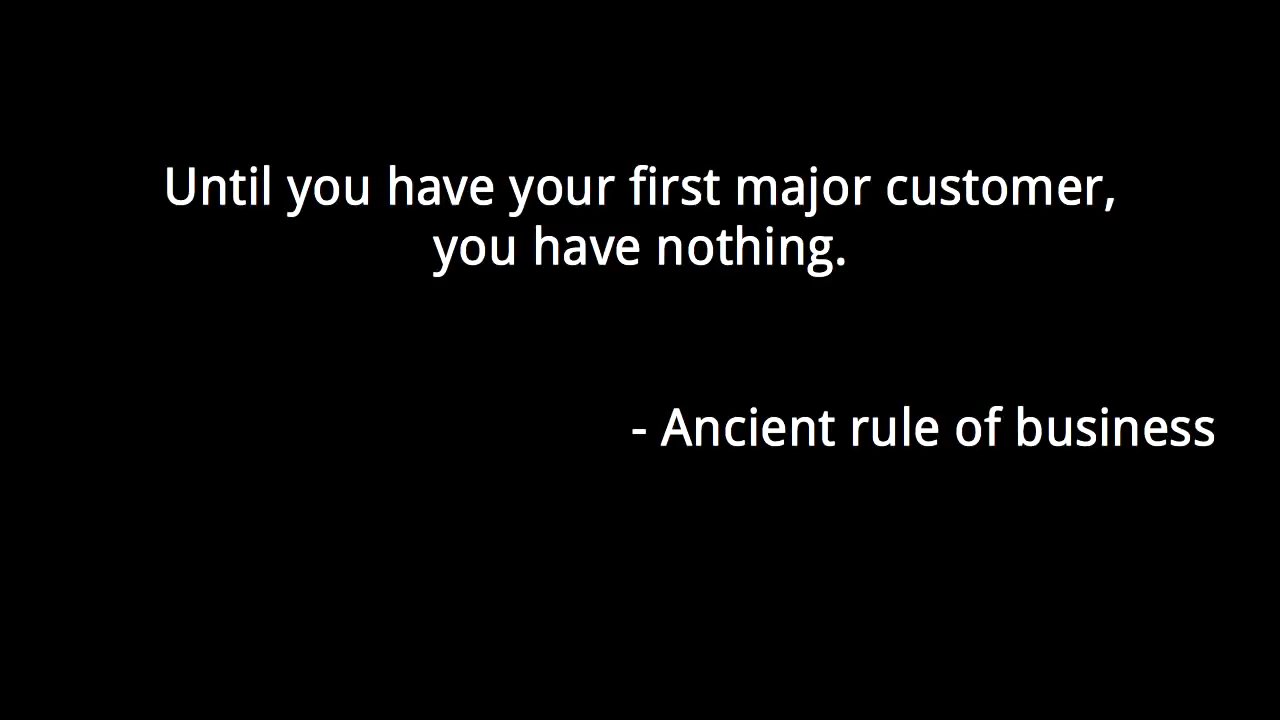 Until you have your first major customer,
you have nothing.
- Ancient rule of business